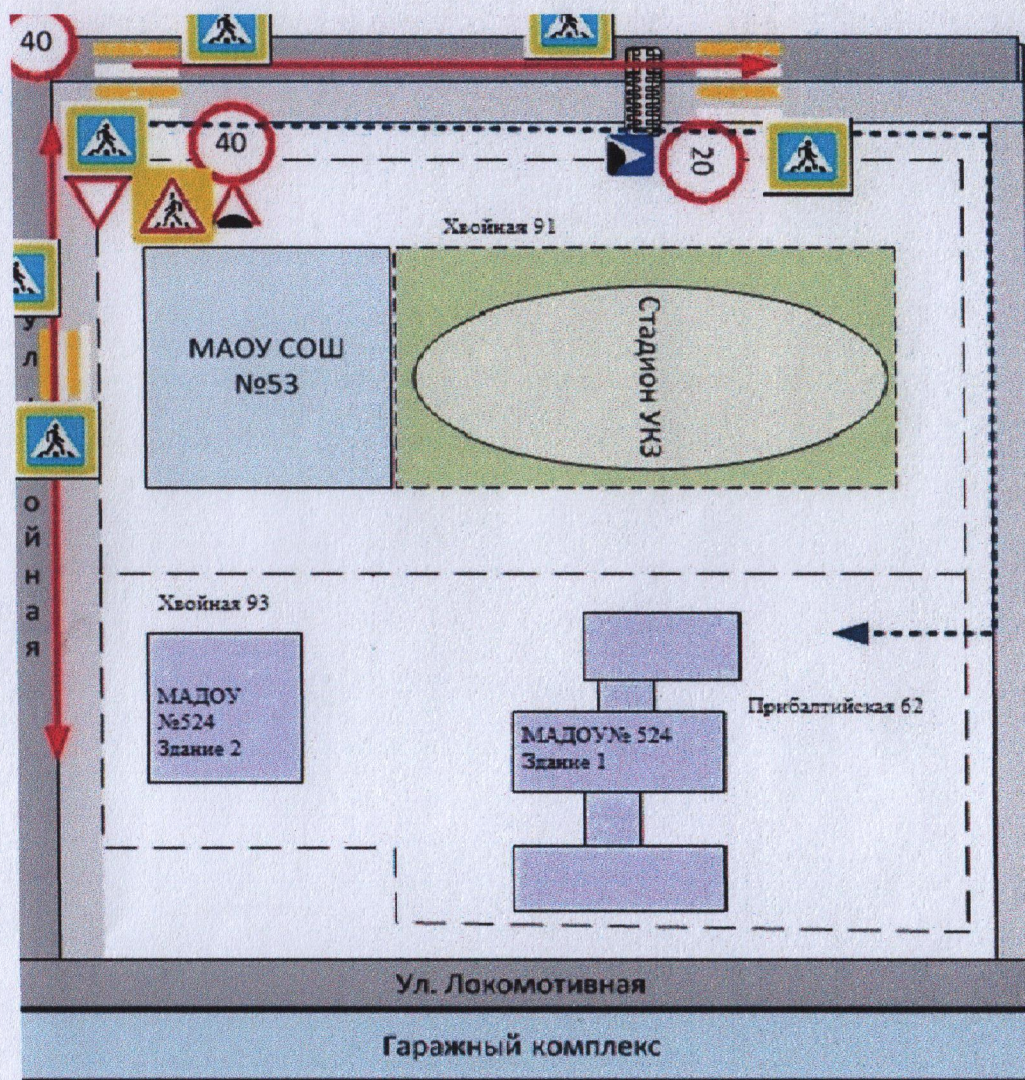 40
40
20
Хвойная 91
МАОУ СОШ
№53
Стадион УКЗ
У
л
.
о
й
н
а
я
Хвойная 93
МАДОУ
№524
Здание 2
МАДОУ№ 524
Здание 1
Прибалтийская 62
Ул. Локомотивная
Гаражный комплекс